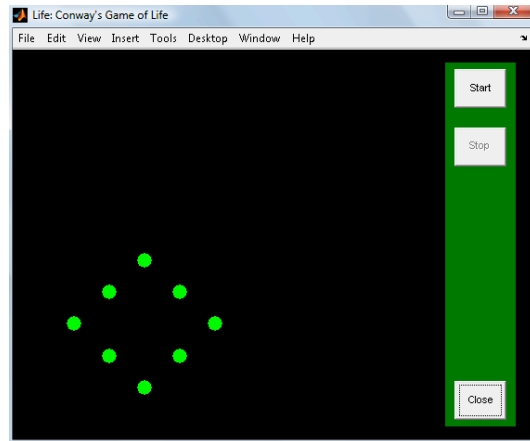 Life: Conway's Game of Life
File Edit View Insert Tools Desktop Window Help
Start
Stop
Close